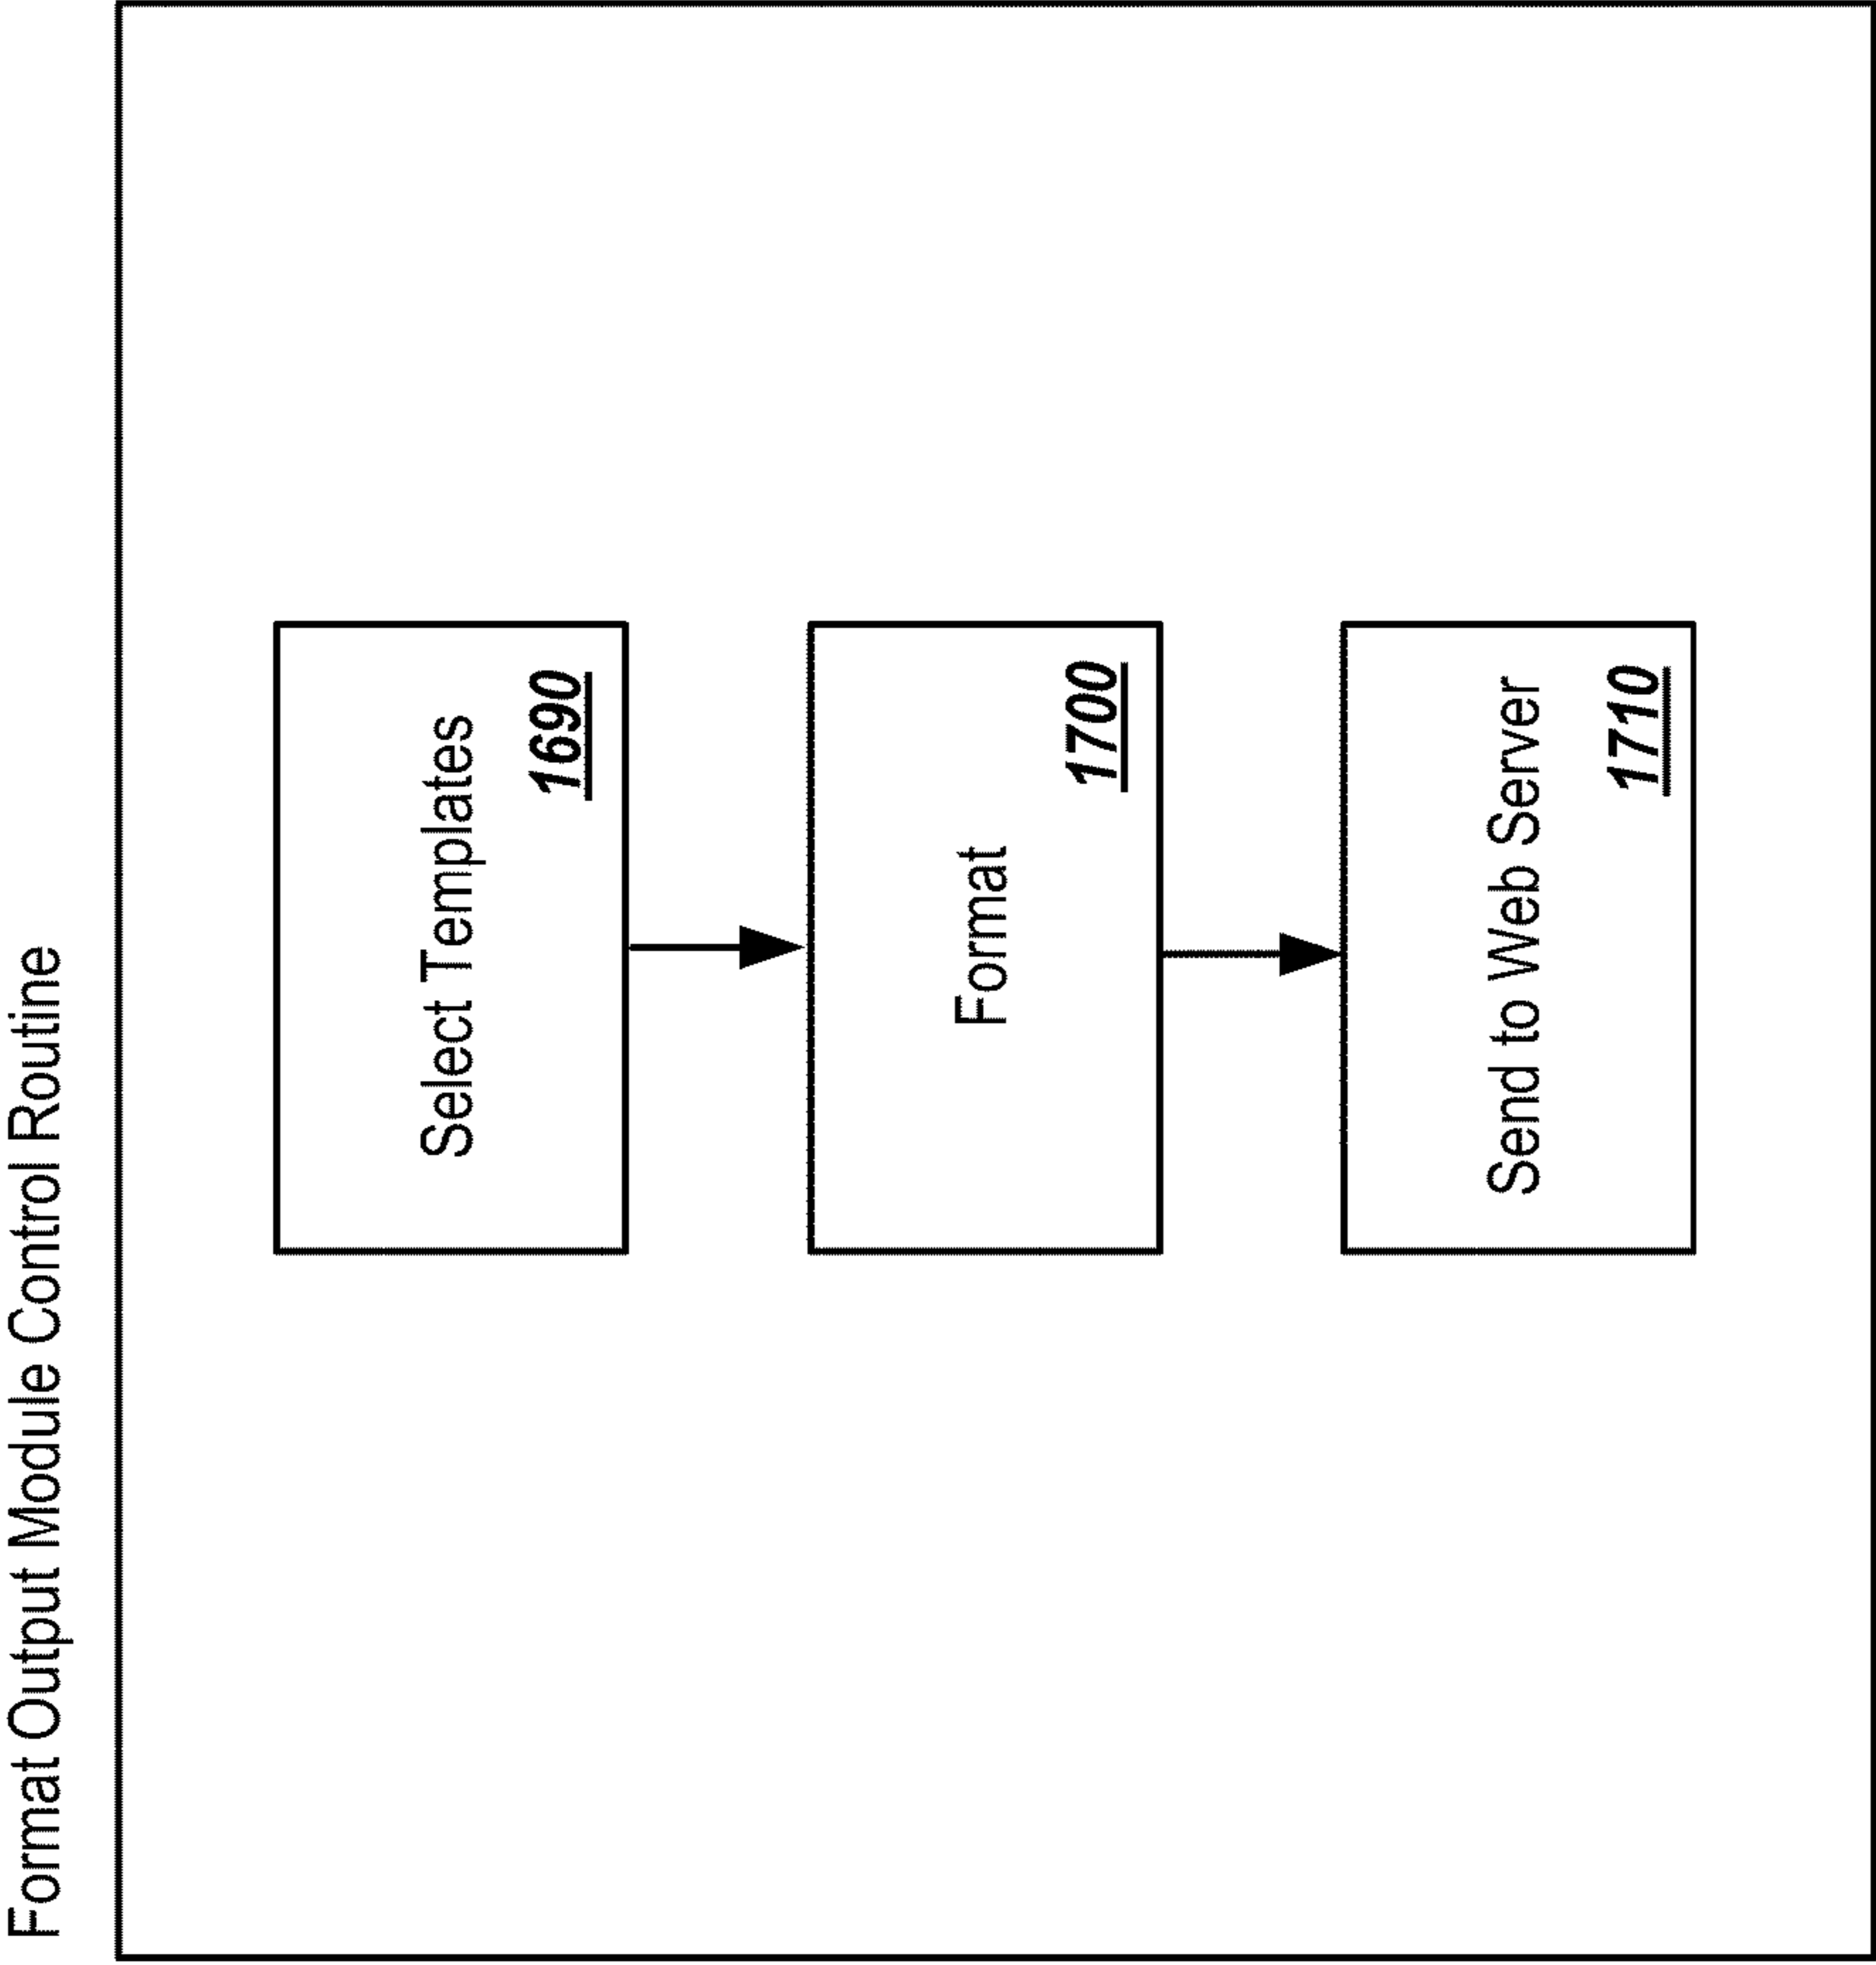 Format Output Module Control Routine
Select Templates
1690
Format
1700
Send to Web Server
1710